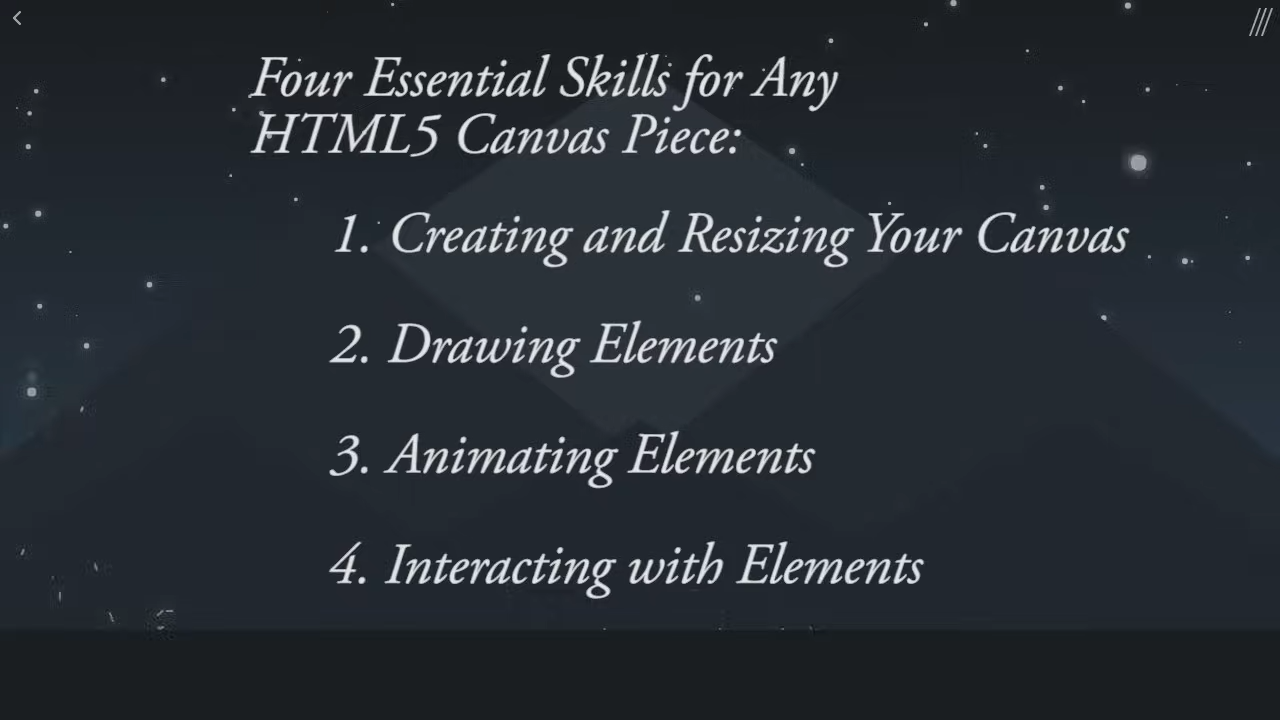 Four Essential Skills for Any
HTML5 Canvas Piece:
1. Creating and Resizing Your Canvas
2. Drawing Elements
3. Animating Elements
4. Interacting with Elements